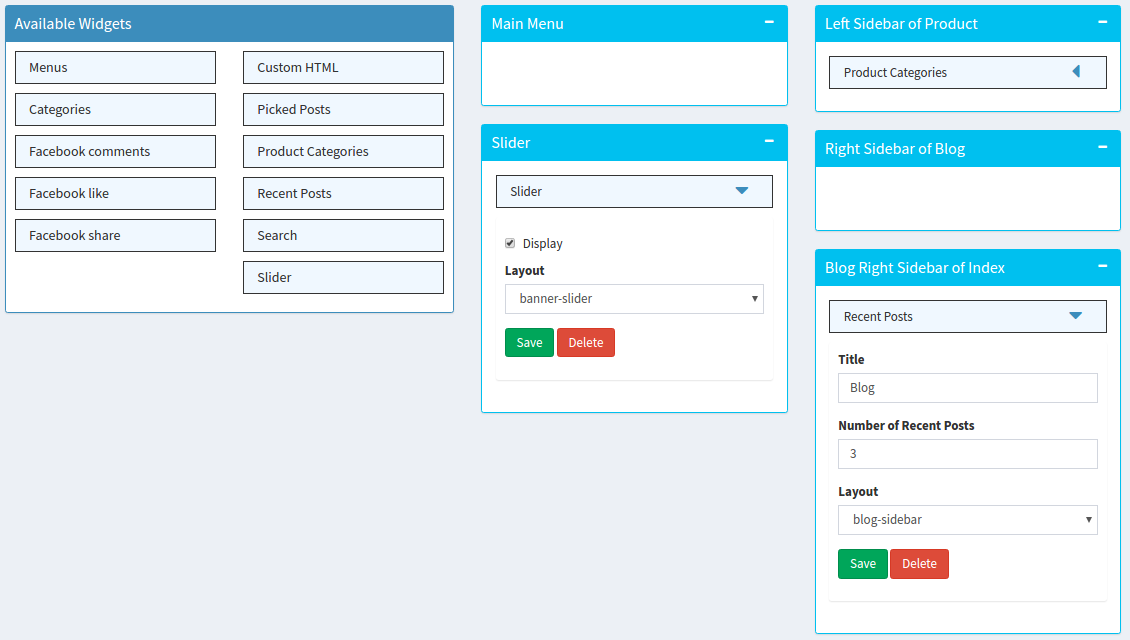 Available Widgets
Menus
Categories
Facebook comments
Facebook like
Facebook share
Custom HTML
Picked Posts
Product Categories
Recent Posts
Search
Slider
Main Menu
Slider
Slider
Display
Layout
banner-slider
Save Delete
Left Sidebar of Product
Product Categories
Right Sidebar of Blog
Blog Right Sidebar of Index
Recent Posts
Title
Blog
Number of Recent Posts
3
Layout
blog-sidebar
Save Delete